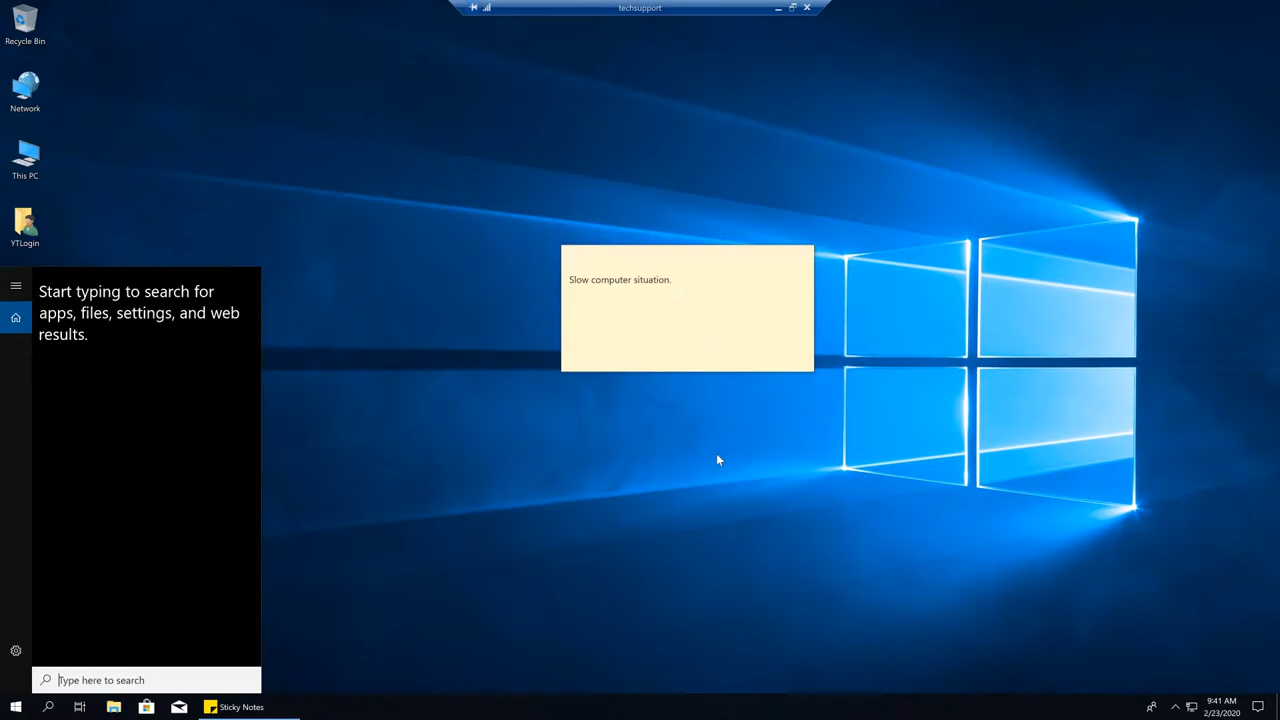 techsupport
Recycle Bin
Network
This PC
YTLogin
Slow computer situation.
Start typing to search for
apps, files, settings, and web
results.
Type here to search
Sticky Notes
9:41 AM
2/23/2020